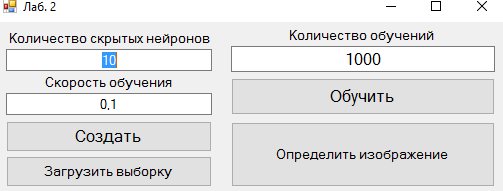 Лаб. 2
Количество скрытых нейронов
10
Скорость обучения
0,1
Создать
Загрузить выборку
Количество обучений
1000
Обучить
Определить изображение